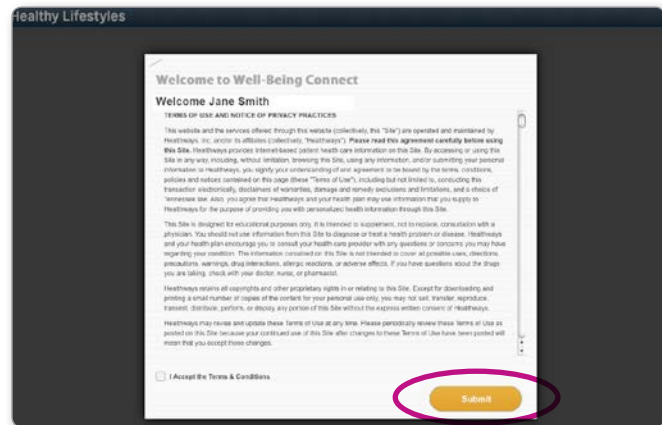 Healthy Lifestyles
Welcome to Well-Being Connect
Welcome Jane Smith
TERMS OF USE AND NOTICE OF PRIVACY PRACTICES
This website and the services offered through this website (collectively, this "Site") are operated and maintained by
Healthways, Inc. and/or its affiliates (collectively, "Healthways"). Please read this agreement carefully before using
this Site. Healthways provides Internet-based patient health care information on this Site. By accessing or using this
Site in any way, including, without limitation, browsing this Site, using any information, and/or submitting your personal
information to Healthways, you signify your understanding of and agreement to be bound by the terms, conditions,
policies and notices contained on this page (these "Terms of Use"), including but not limited to, conducting this
transaction electronically, disclaimers of warranties, damage and remedy exclusions and limitations, and a choice of
Tennessee law. Also, you agree that Healthways and your health plan may use information that you supply to
Healthways for the purpose of providing you with personalized health information through this Site.
This Site is designed for educational purposes only. It is intended to supplement, not to replace, consultation with a
physician. You should not use information from this Site to diagnose or treat a health problem or disease. Healthways
and your health plan encourage you to consult your health care provider with any questions or concerns you may have
regarding your condition. The information contained on this Site is not intended to cover all possible uses, directions,
precautions, warnings, drug interactions, allergic reactions, or adverse effects. If you have questions about the drugs
you are taking, check with your doctor, nurse, or pharmacist.
Healthways retains all copyrights and other proprietary rights in or relating to this Site. Except for downloading and
printing a small number of copies of the content for your personal use only, you may not sell, transfer, reproduce,
transmit, distribute, perform, or display, any portion of this Site without the express written consent of Healthways.
Healthways may revise and update these Terms of Use at any time. Please periodically review these Terms of Use as
posted on this Site because your continued use of this Site after changes to these Terms of Use have been posted will
mean that you accept those changes.
I Accept the Terms & Conditions
Submit